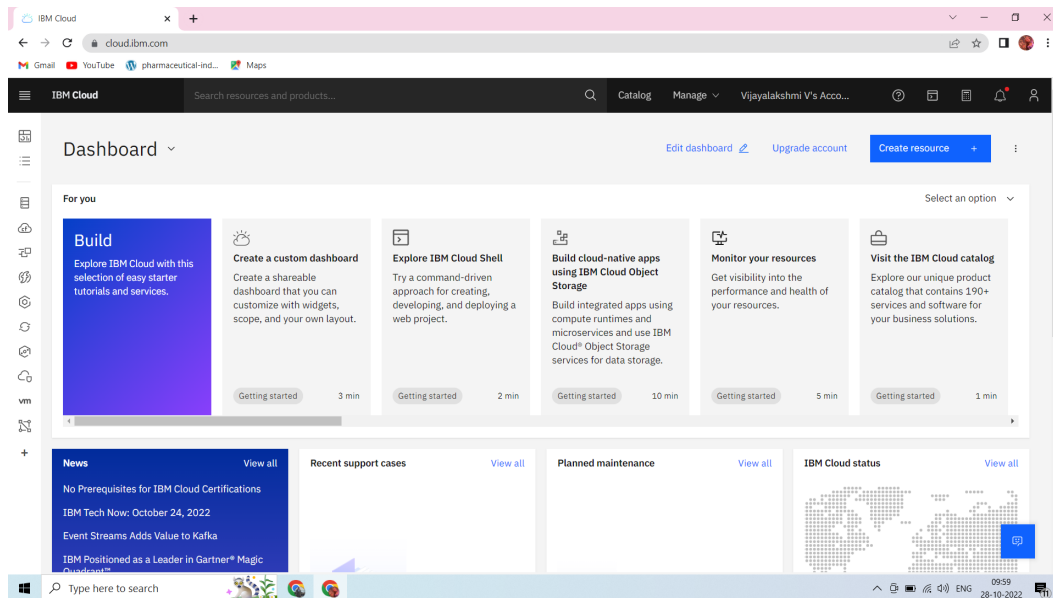 IBM Cloud
cloud.ibm.com
Gmail YouTube pharmaceutical-ind... Maps
IBM Cloud Search resources and products... Catalog Manage Vijayalakshmi V's Acco...
Dashboard Edit dashboard Upgrade account Create resource +
For you Select an option
Build
Explore IBM Cloud with this
selection of easy starter
tutorials and services.
Create a custom dashboard
Create a shareable
dashboard that you can
customize with widgets,
scope, and your own layout.
Getting started 3 min
Explore IBM Cloud Shell
Try a command-driven
approach for creating,
developing, and deploying a
web project.
Getting started 2 min
Build cloud-native apps
using IBM Cloud Object
Storage
Build integrated apps using
compute runtimes and
microservices and use IBM
Cloud® Object Storage
services for data storage.
Getting started 10 min
Monitor your resources
Get visibility into the
performance and health of
your resources.
Getting started 5 min
Visit the IBM Cloud catalog
Explore our unique product
catalog that contains 190+
services and software for
your business solutions.
Getting started 1 min
vm
News View all
No Prerequisites for IBM Cloud Certifications
IBM Tech Now: October 24, 2022
Event Streams Adds Value to Kafka
IBM Positioned as a Leader in Gartner® Magic
Quadrant™
Recent support cases View all
Planned maintenance View all
IBM Cloud status View all
Type here to search
ENG
09:59
28-10-2022
11